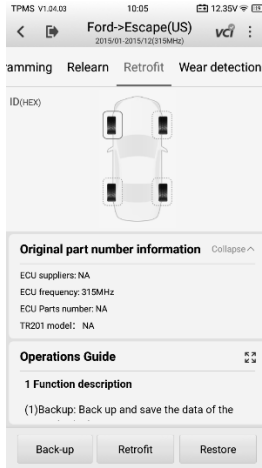 TPMS V1.04.03 10:05 12.35V
Ford->Escape(US)
2015/01-2015/12(315MHz)
VCI
ramming Relearn Retrofit Wear detection
ID(HEX)
Original part number information Collapse
ECU suppliers: NA
ECU frequency: 315MHz
ECU Parts number: NA
TR201 model: NA
Operations Guide
1 Function description
(1)Backup: Back up and save the data of the
Back-up Retrofit Restore